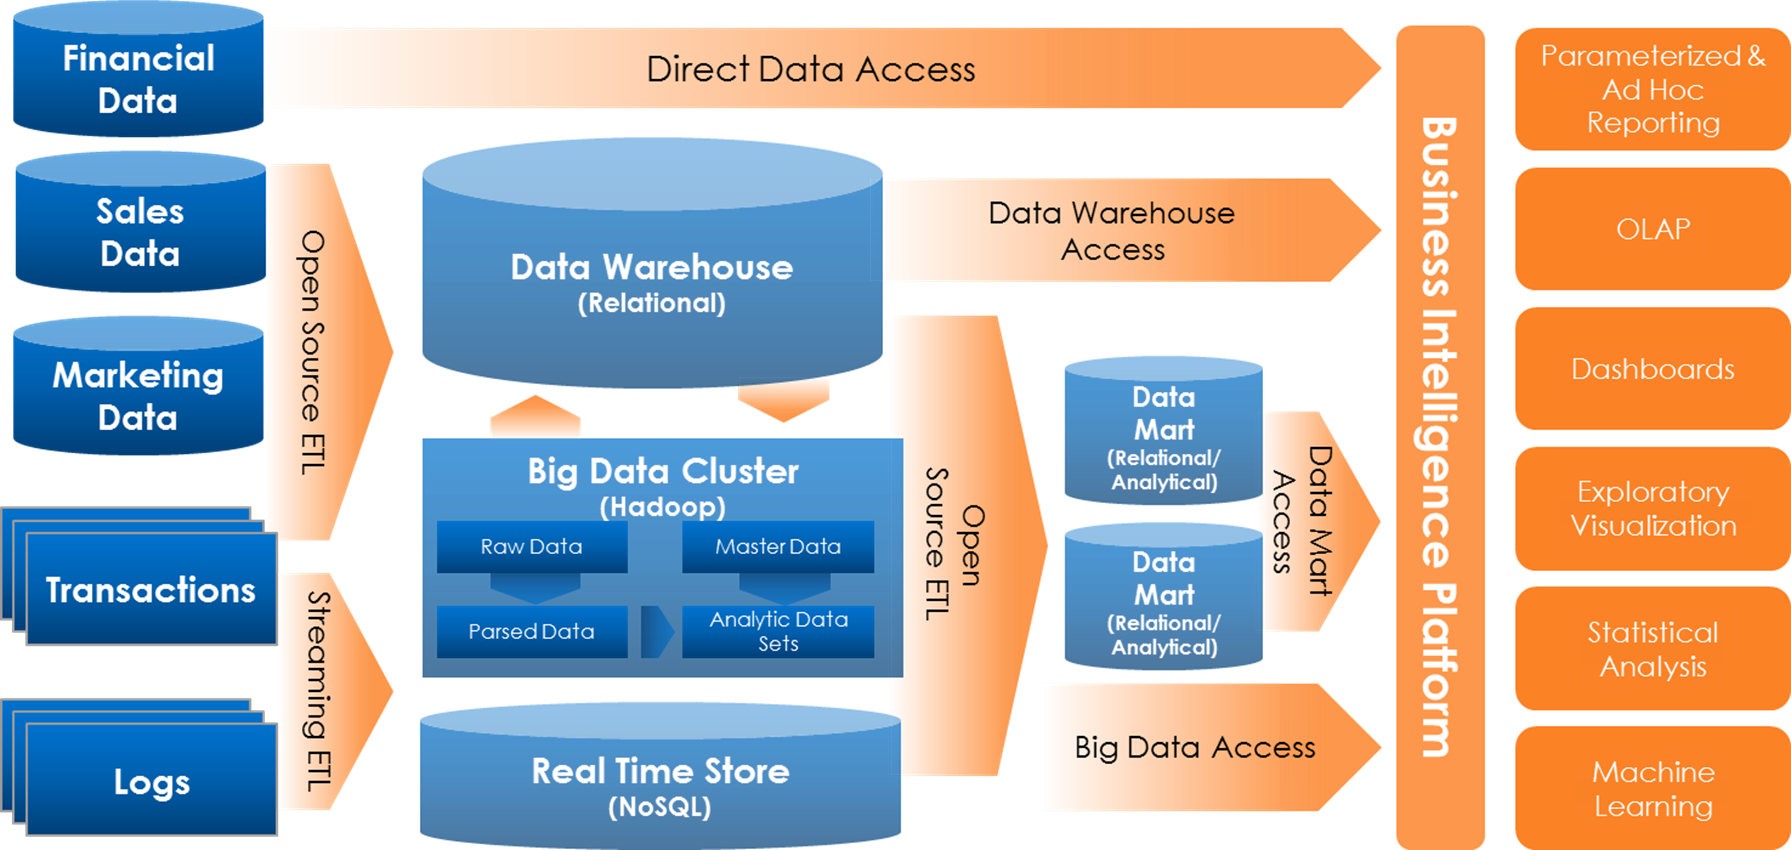 Financial
Data
Direct Data Access
Sales
Data
Marketing
Data
Transactions
Logs
Open Source ETL
Streaming ETL
Data Warehouse
(Relational)
Data Warehouse
Access
Big Data Cluster
(Hadoop)
Raw Data
Master Data
Parsed Data
Analytic Data
Sets
Real Time Store
(NoSQL)
Open
Source ETL
Data
Mart
(Relational/
Analytical)
Data
Mart
(Relational/
Analytical)
Data Mart
Access
Big Data Access
Business Intelligence Platform
Parameterized &
Ad Hoc
Reporting
OLAP
Dashboards
Exploratory
Visualization
Statistical
Analysis
Machine
Learning